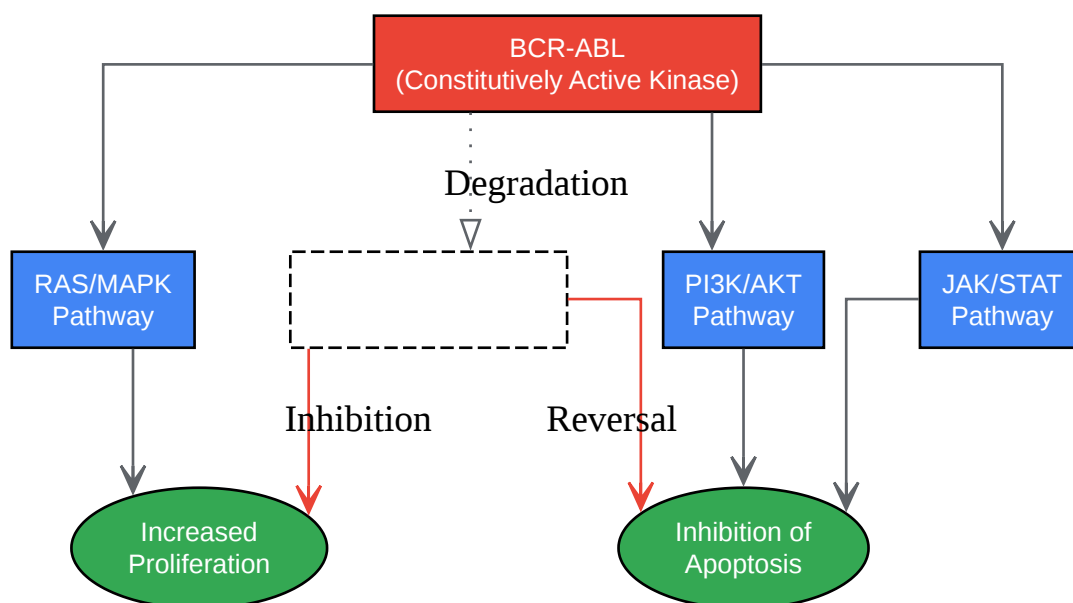 BCR-ABL
(Constitutively Active Kinase)
Degradation
RAS/MAPK
Pathway
PI3K/AKT
Pathway
JAK/STAT
Pathway
Inhibition
Reversal
Increased
Proliferation
Inhibition of
Apoptosis